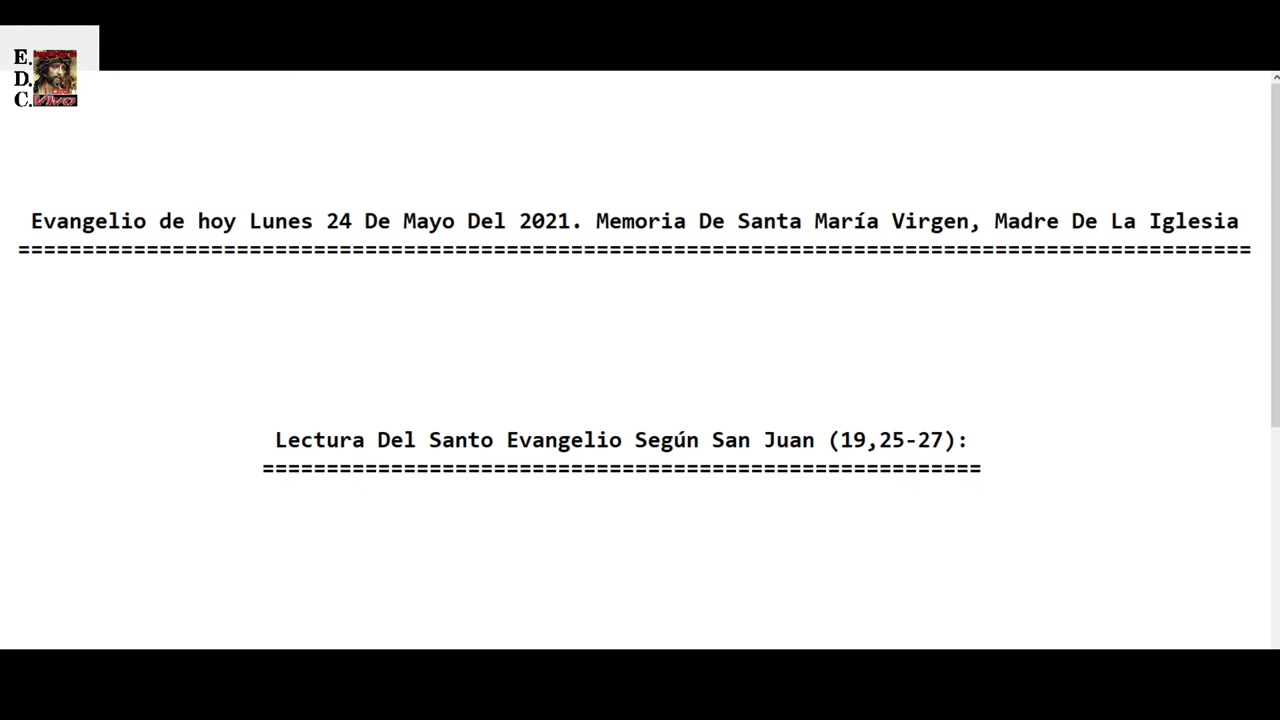 E.
D.
C.
VIVO
Evangelio de hoy Lunes 24 De Mayo Del 2021. Memoria De Santa María Virgen, Madre De La Iglesia
================================================================================================
Lectura Del Santo Evangelio Según San Juan (19,25-27):
========================================================